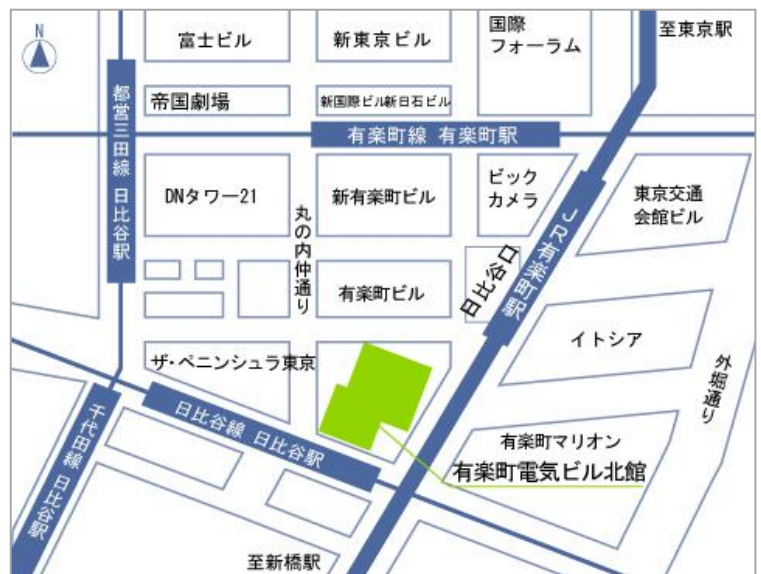 N
富士ビル
新東京ビル
国際
フォーラム
至東京駅
帝国劇場
新国際ビル新日石ビル
都営三田線 日比谷駅
有楽町線 有楽町駅
DNタワー21
丸の内仲通り
新有楽町ビル
ビック
カメラ
JR有楽町駅
東京交通
会館ビル
有楽町ビル
日比谷口
イトシア
ザ・ペニンシュラ東京
外堀通り
千代田線 日比谷駅
日比谷線 日比谷駅
有楽町マリオン
有楽町電気ビル北館
至新橋駅